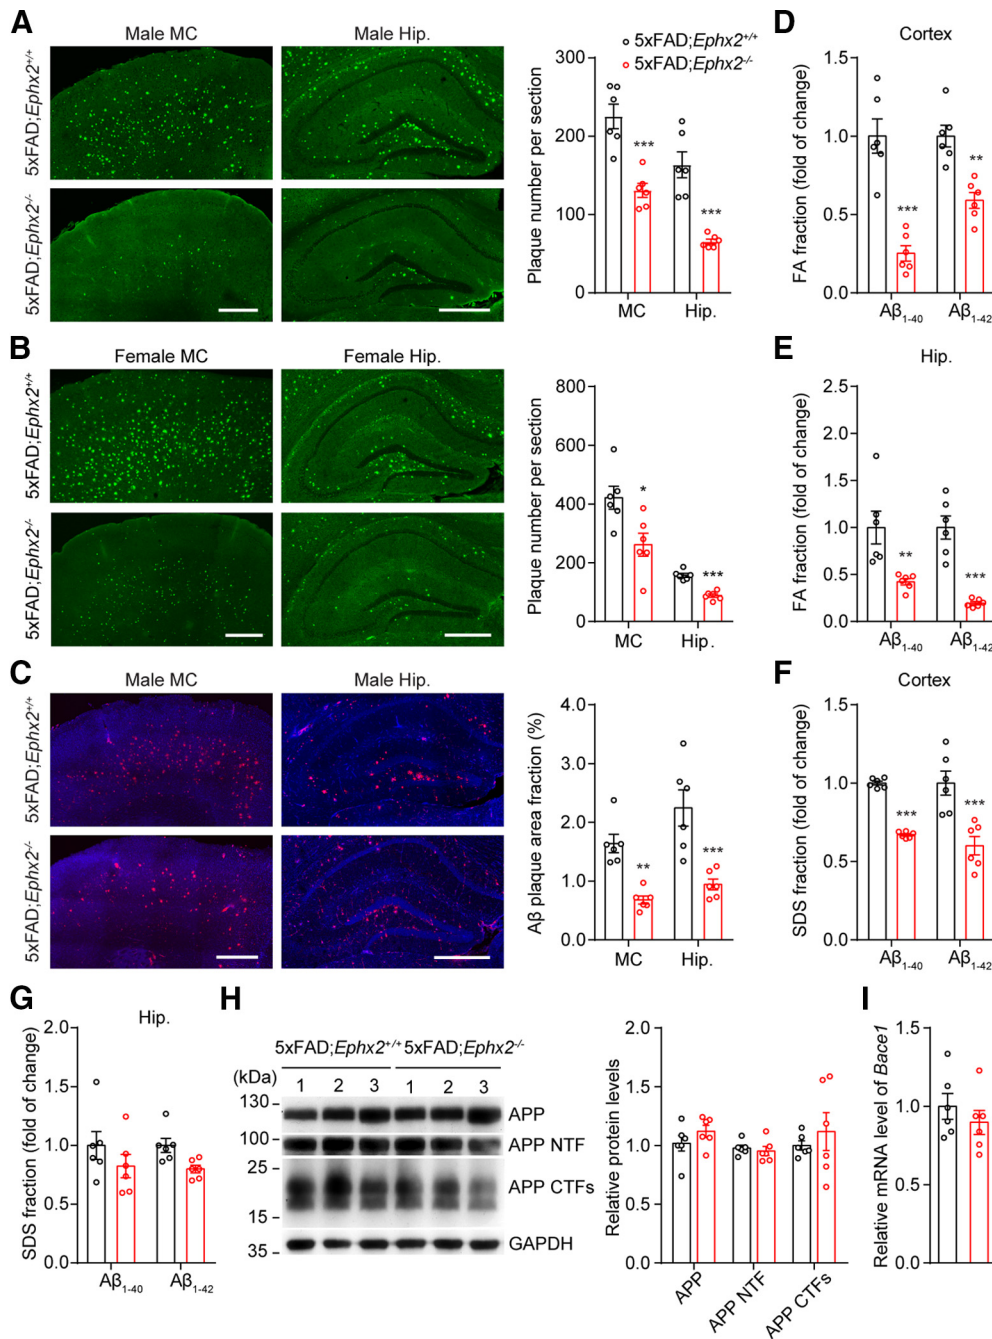 A
Male MC
Male Hip.
5xFAD;Ephx2+/+
5xFAD;Ephx2-/-
Plaque number per section
300
200
100
0
5xFAD;Ephx2+/+
5xFAD;Ephx2-/-
***
***
MC
Hip.
D
Cortex
FA fraction (fold of change)
1.5
1.0
0.5
0.0
***
**
Aβ1-40
Aβ1-42
B
Female MC
Female Hip.
5xFAD;Ephx2+/+
5xFAD;Ephx2-/-
Plaque number per section
800
600
400
200
0
*
***
MC
Hip.
E
Hip.
FA fraction (fold of change)
2.5
2.0
1.5
1.0
0.5
0.0
**
***
Aβ1-40
Aβ1-42
C
Male MC
Male Hip.
5xFAD;Ephx2+/+
5xFAD;Ephx2-/-
Aβ plaque area fraction (%)
4.0
3.0
2.0
1.0
0.0
**
***
MC
Hip.
F
Cortex
SDS fraction (fold of change)
1.5
1.0
0.5
0.0
***
***
Aβ1-40
Aβ1-42
G
Hip.
SDS fraction (fold of change)
2.0
1.5
1.0
0.5
0.0
Aβ1-40
Aβ1-42
H
5xFAD;Ephx2+/+ 5xFAD;Ephx2-/-
(kDa) 1 2 3 1 2 3
130
APP
100
APP NTF
25
APP CTFs
15
35
GAPDH
Relative protein levels
2.0
1.5
1.0
0.5
0.0
APP
APP NTF
APP CTFs
I
Relative mRNA level of Bace1
1.5
1.0
0.5
0.0